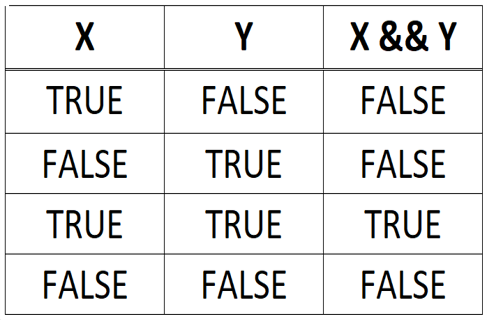 X Y X && Y
TRUE FALSE FALSE
FALSE TRUE FALSE
TRUE TRUE TRUE
FALSE FALSE FALSE